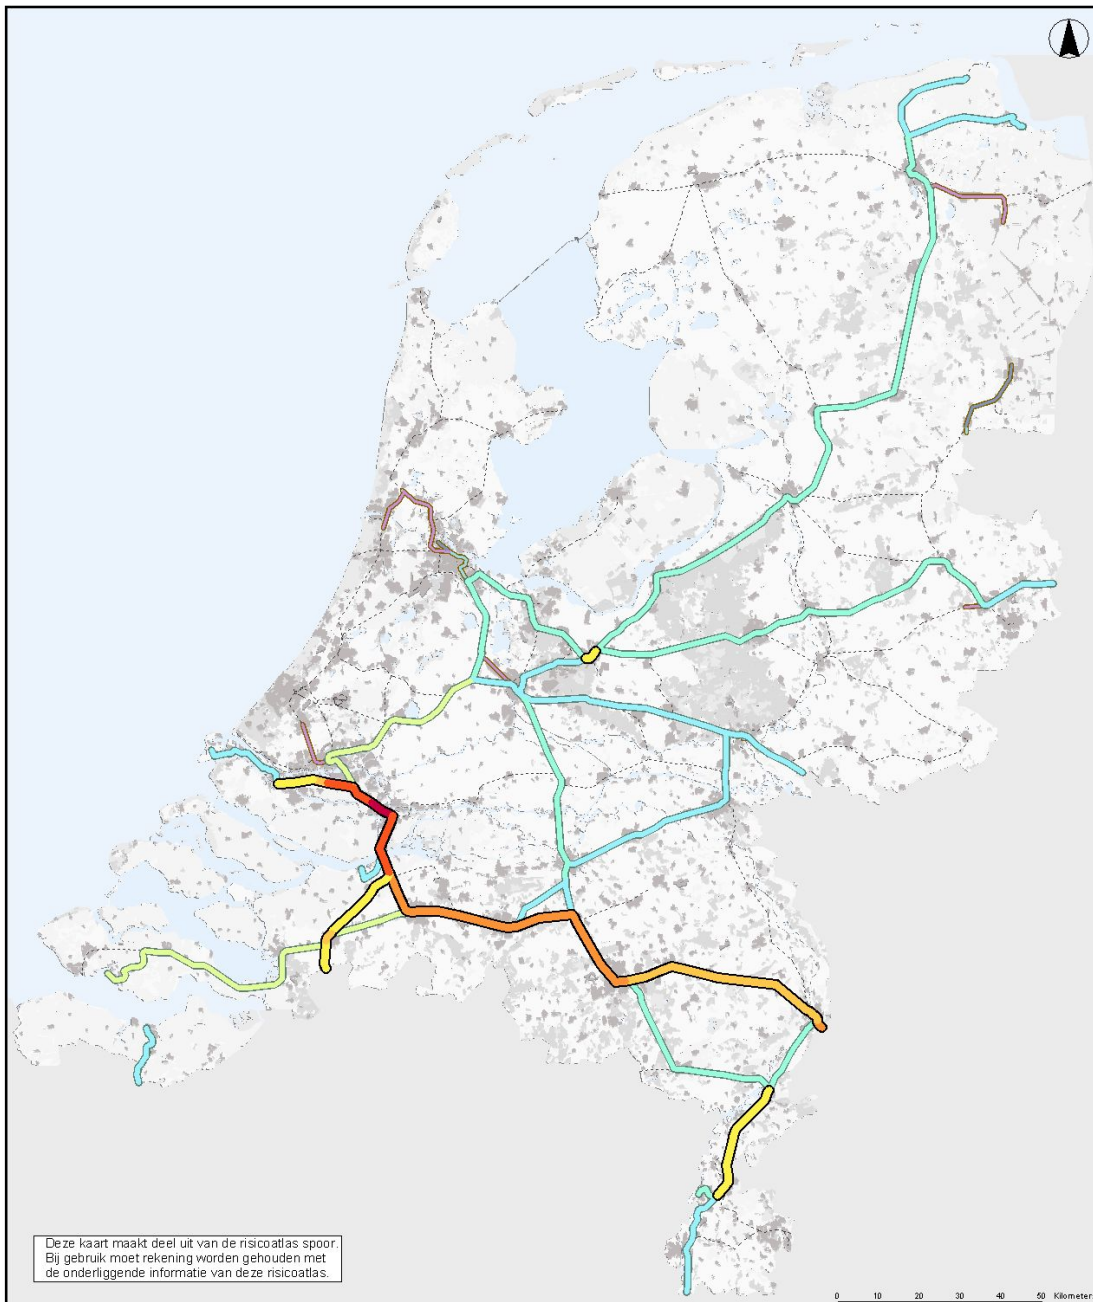 Deze kaart maakt deel uit van de risicoatlas spoor.
Bij gebruik moet rekening worden gehouden met
de onderliggende informatie van deze risicoatlas.
0 10 20 30 40 50 Kilometers